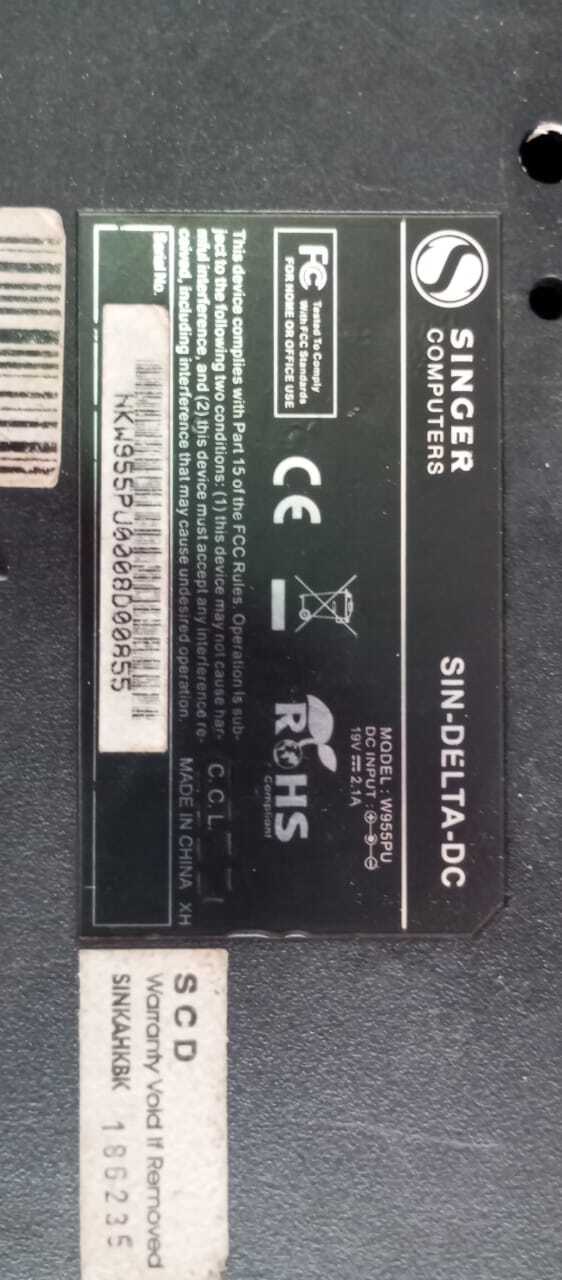 SINGER
COMPUTERS
SIN-DELTA-DC
MODEL : W955PU
DC INPUT :
19V 2.1A
FC Tested To Comply
With FCC Standards
FOR HOME OR OFFICE USE
CE
RoHS
Compliant
This device complies with Part 15 of the FCC Rules. Operation is sub-
ject to the following two conditions: (1) this device may not cause har-
mful interference, and (2) this device must accept any interference re-
ceived, including interference that may cause undesired operation.
C. C. L.
MADE IN CHINA XH
Serial No.
NKW955PU0008D00855
S C D
Warranty Void If Removed
SINKAHKBK 186235